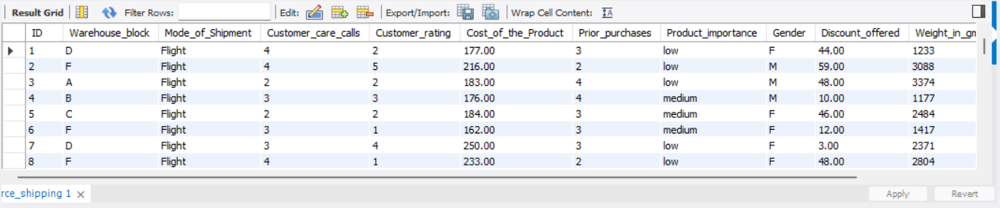 Result Grid Filter Rows: Edit: Export/Import: Wrap Cell Content: IA
ID Warehouse_block Mode_of_Shipment Customer_care_calls Customer_rating Cost_of_the_Product Prior_purchases Product_importance Gender Discount_offered Weight_in_gm
1 D Flight 4 2 177.00 3 low F 44.00 1233
2 F Flight 4 5 216.00 2 low M 59.00 3088
3 A Flight 2 2 183.00 4 low M 48.00 3374
4 B Flight 3 3 176.00 4 medium M 10.00 1177
5 C Flight 2 2 184.00 3 medium F 46.00 2484
6 F Flight 3 1 162.00 3 medium F 12.00 1417
7 D Flight 3 4 250.00 3 low F 3.00 2371
8 F Flight 4 1 233.00 2 low F 48.00 2804
rce_shipping 1 Apply Revert